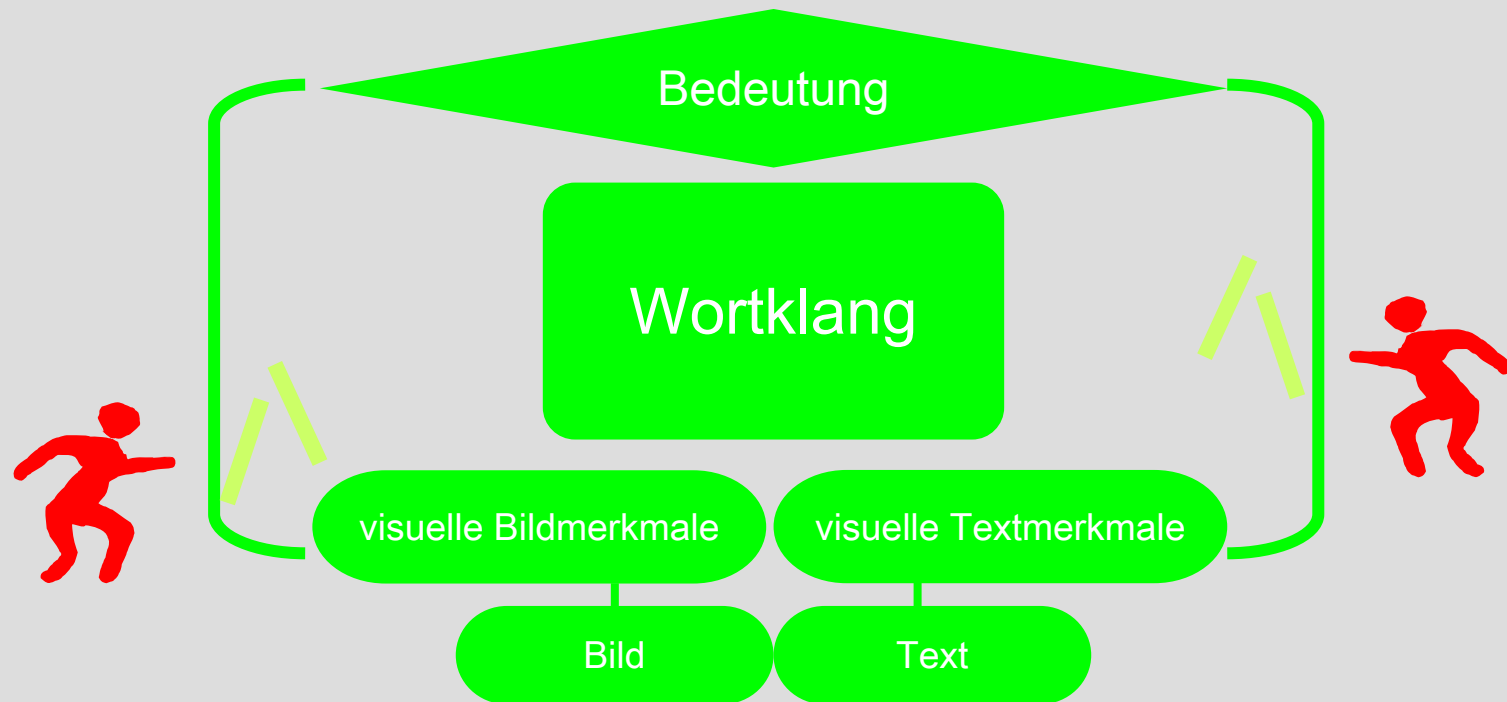 Bedeutung
Wortklang
visuelle Bildmerkmale
visuelle Textmerkmale
Bild
Text